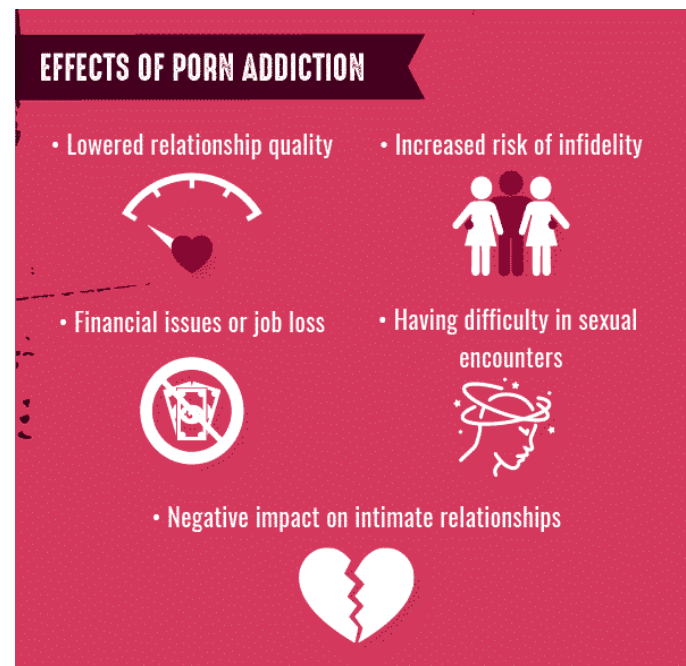 EFFECTS OF PORN ADDICTION
• Lowered relationship quality
• Increased risk of infidelity
• Financial issues or job loss
• Having difficulty in sexual
encounters
• Negative impact on intimate relationships